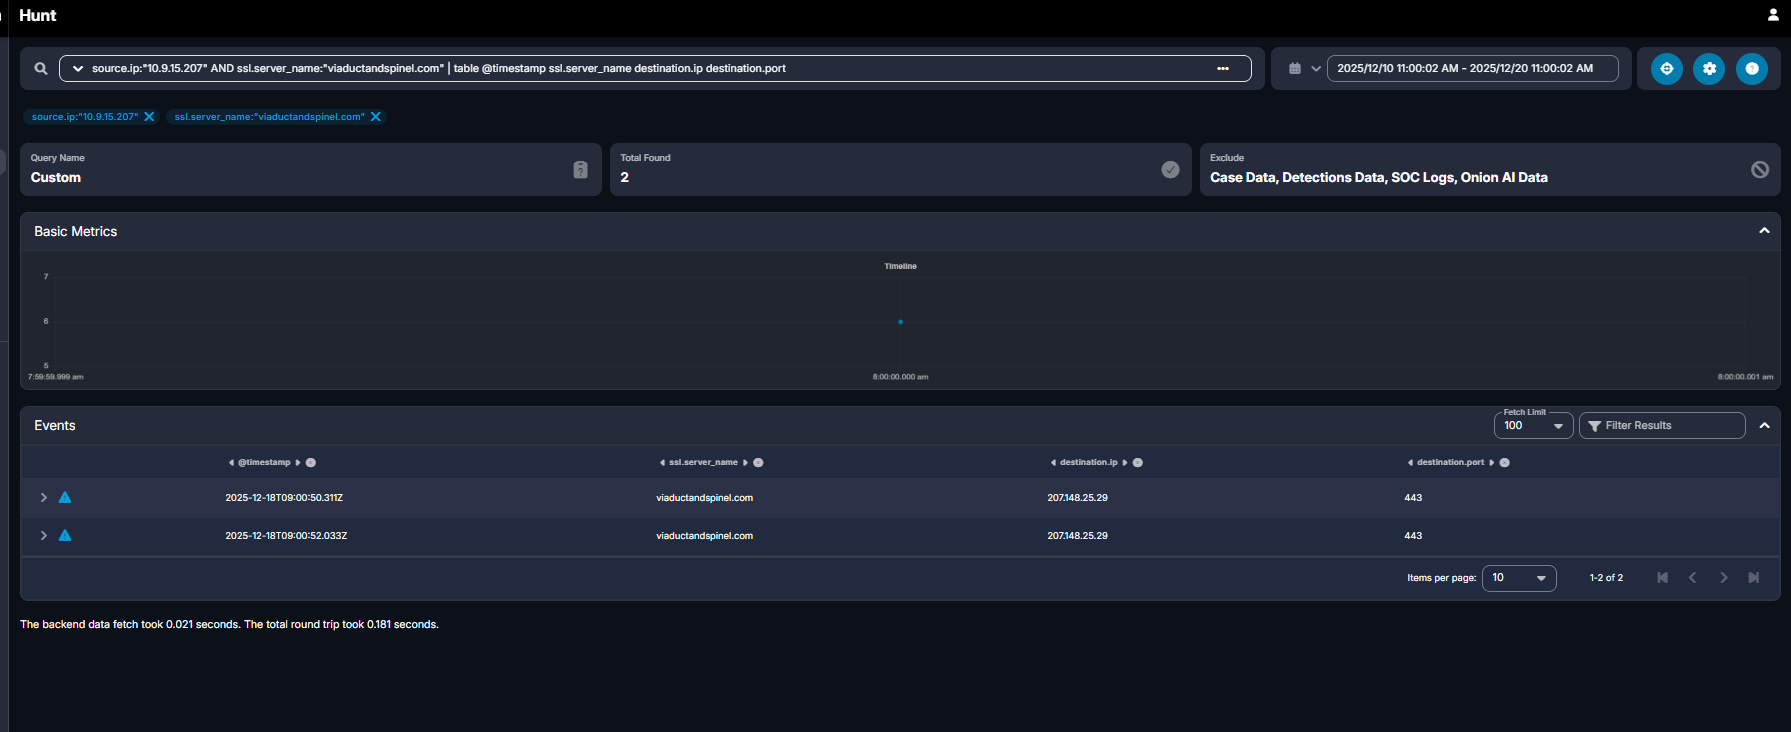 Hunt
source.ip:"10.9.15.207" AND ssl.server_name:"viaductandspinel.com" | table @timestamp ssl.server_name destination.ip destination.port
2025/12/10 11:00:02 AM - 2025/12/20 11:00:02 AM
source.ip:"10.9.15.207" ssl.server_name:"viaductandspinel.com"
Query Name
Custom
Total Found
2
Exclude
Case Data, Detections Data, SOC Logs, Onion AI Data
Basic Metrics
Timeline
7
6
5
7:59:59.999 am 8:00:00.000 am 8:00:00.001 am
Events
Fetch Limit
100
Filter Results
@timestamp ssl.server_name destination.ip destination.port
2025-12-18T09:00:50.311Z viaductandspinel.com 207.148.25.29 443
2025-12-18T09:00:52.033Z viaductandspinel.com 207.148.25.29 443
Items per page: 10 1-2 of 2
The backend data fetch took 0.021 seconds. The total round trip took 0.181 seconds.